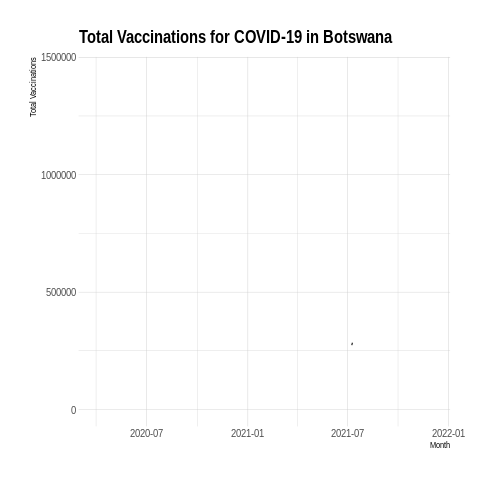 Total Vaccinations for COVID-19 in Botswana
Total Vaccinations
1500000
1000000
500000
0
2020-07 2021-01 2021-07 2022-01
Month